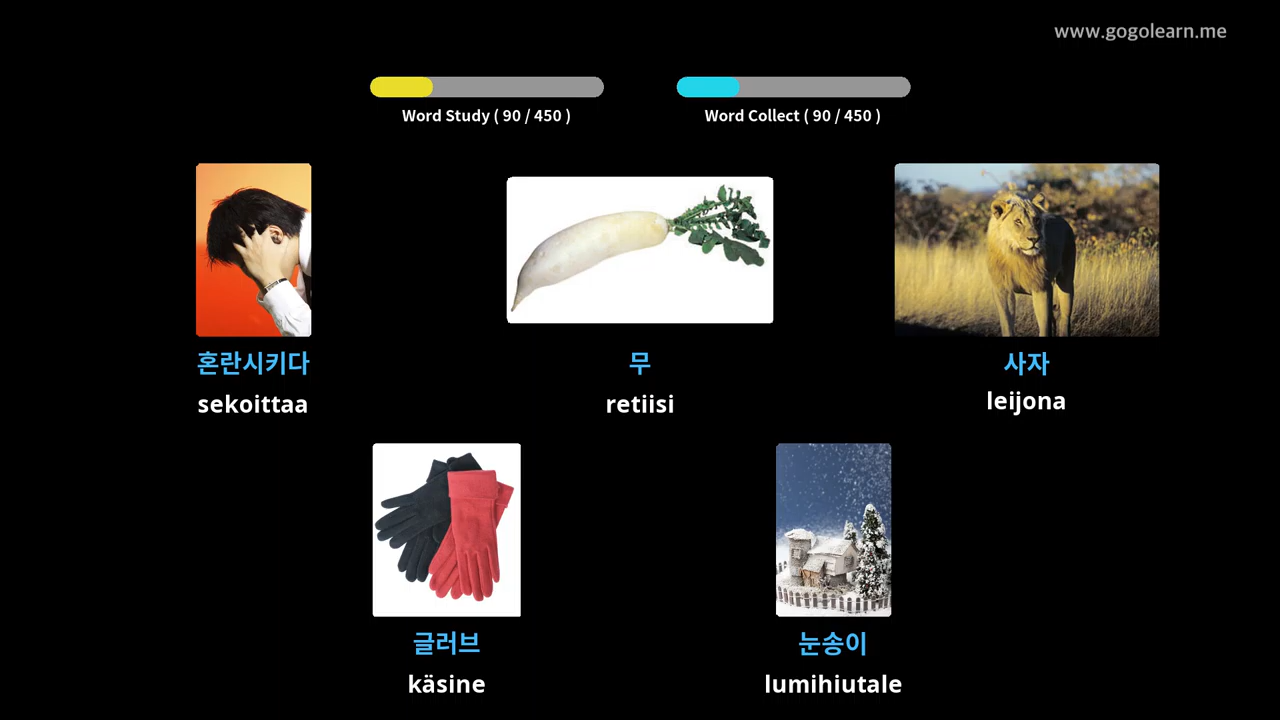 www.gogolearn.me
Word Study ( 90 / 450 )
Word Collect ( 90 / 450 )
혼란시키다
sekoittaa
무
retiisi
사자
leijona
글러브
käsine
눈송이
lumihiutale